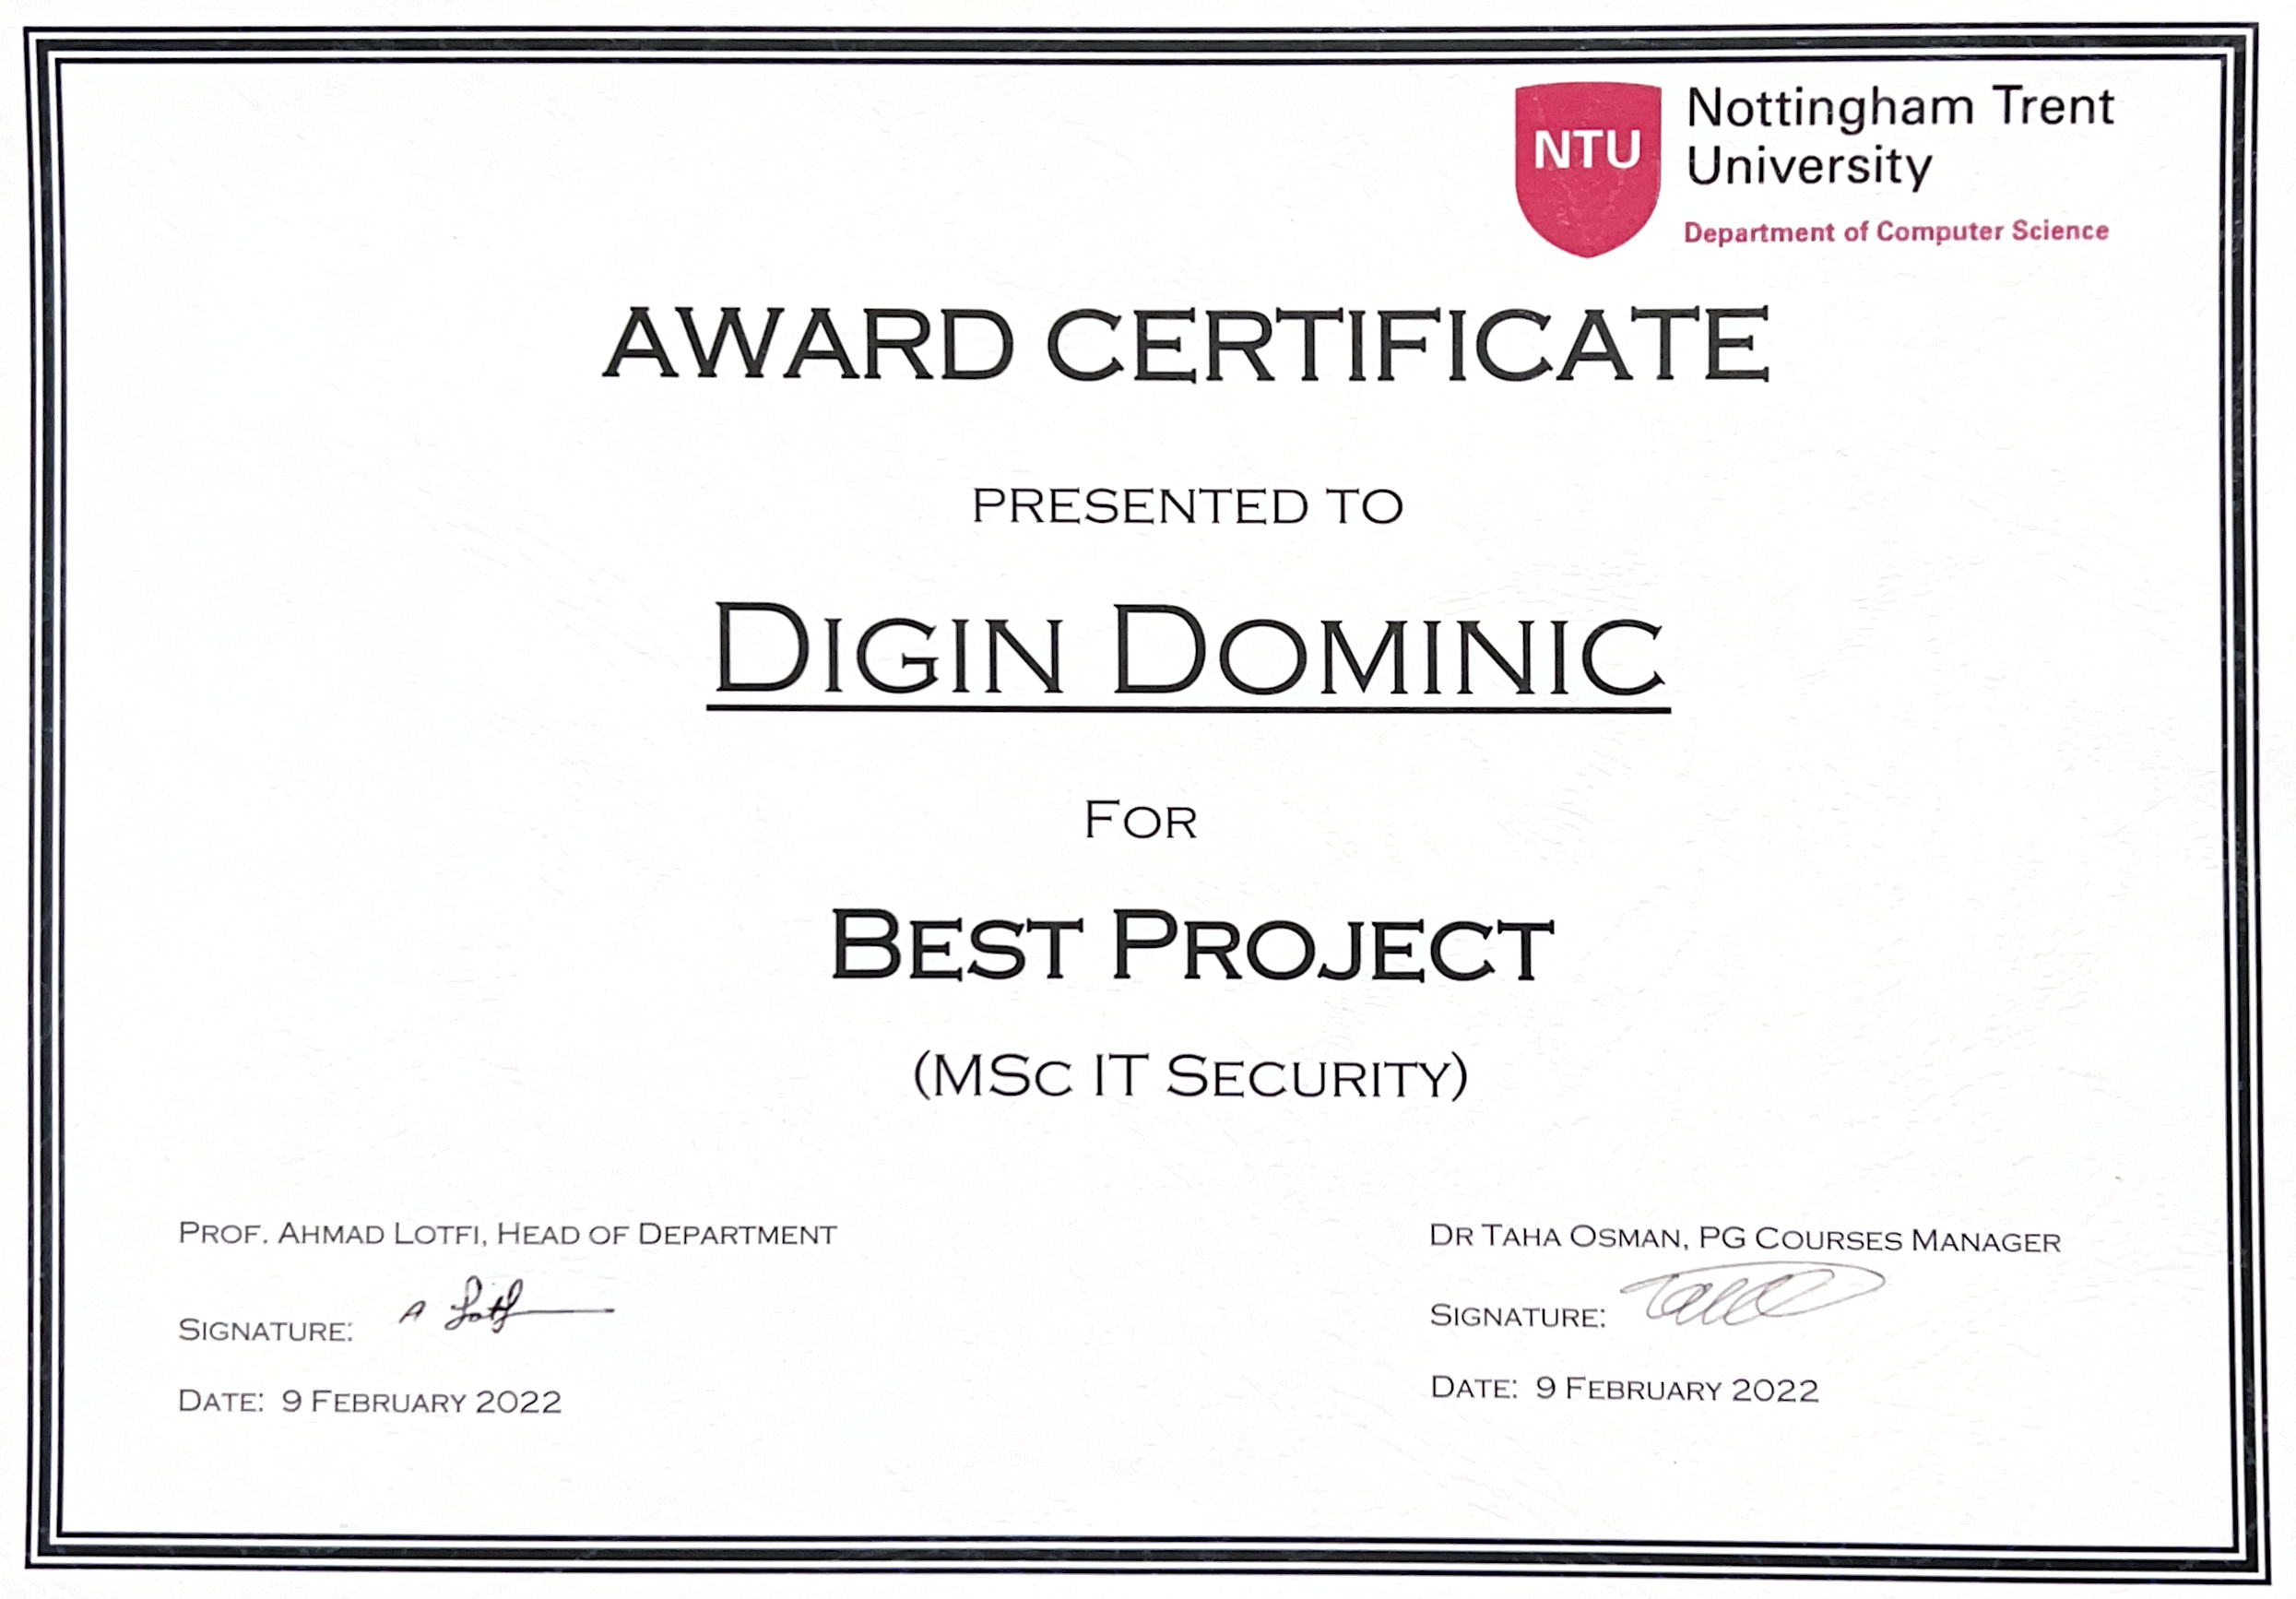 NTU
Nottingham Trent
University
Department of Computer Science
AWARD CERTIFICATE
PRESENTED TO
DIGIN DOMINIC
FOR
BEST PROJECT
(MSC IT SECURITY)
PROF. AHMAD LOTFI, HEAD OF DEPARTMENT
SIGNATURE: A Lotfi
DATE: 9 FEBRUARY 2022
DR TAHA OSMAN, PG COURSES MANAGER
SIGNATURE:
DATE: 9 FEBRUARY 2022